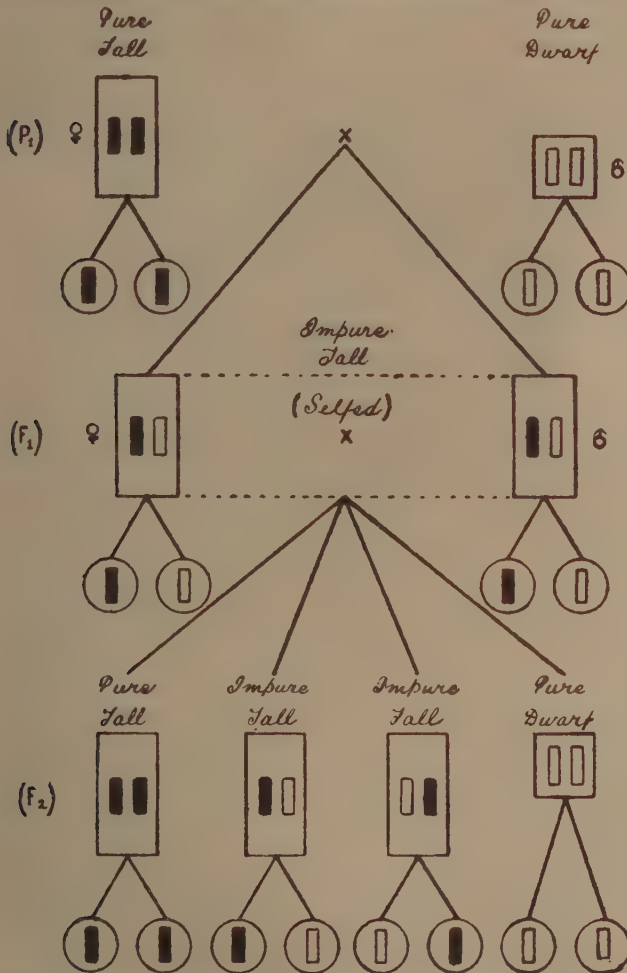 Pure Pure
Tall Dwarf
(P₁) ♀ x ♂
Impure
Tall
(Selfed)
(F₁) ♀ x ♂
Pure Impure Impure Pure
Tall Tall Tall Dwarf
(F₂)